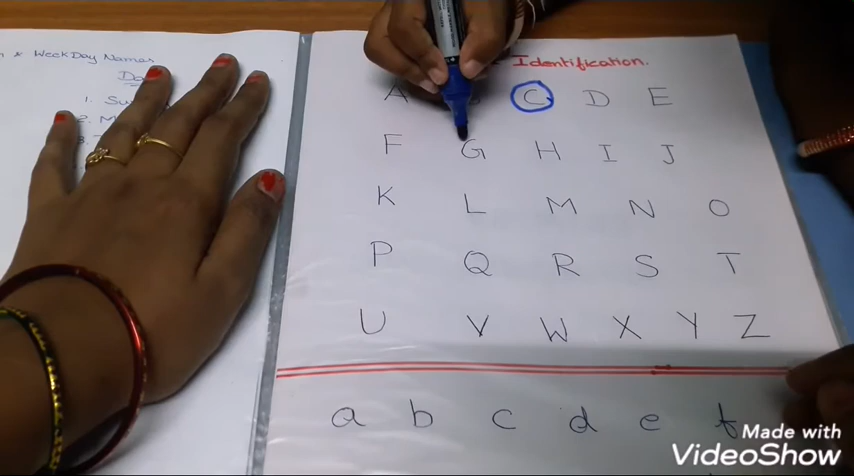 & WeekDay Names
Identification.
A C D E
F G H I J
K L M N O
P Q R S T
U V W X Y Z
a b c d e f
Made with
VideoShow